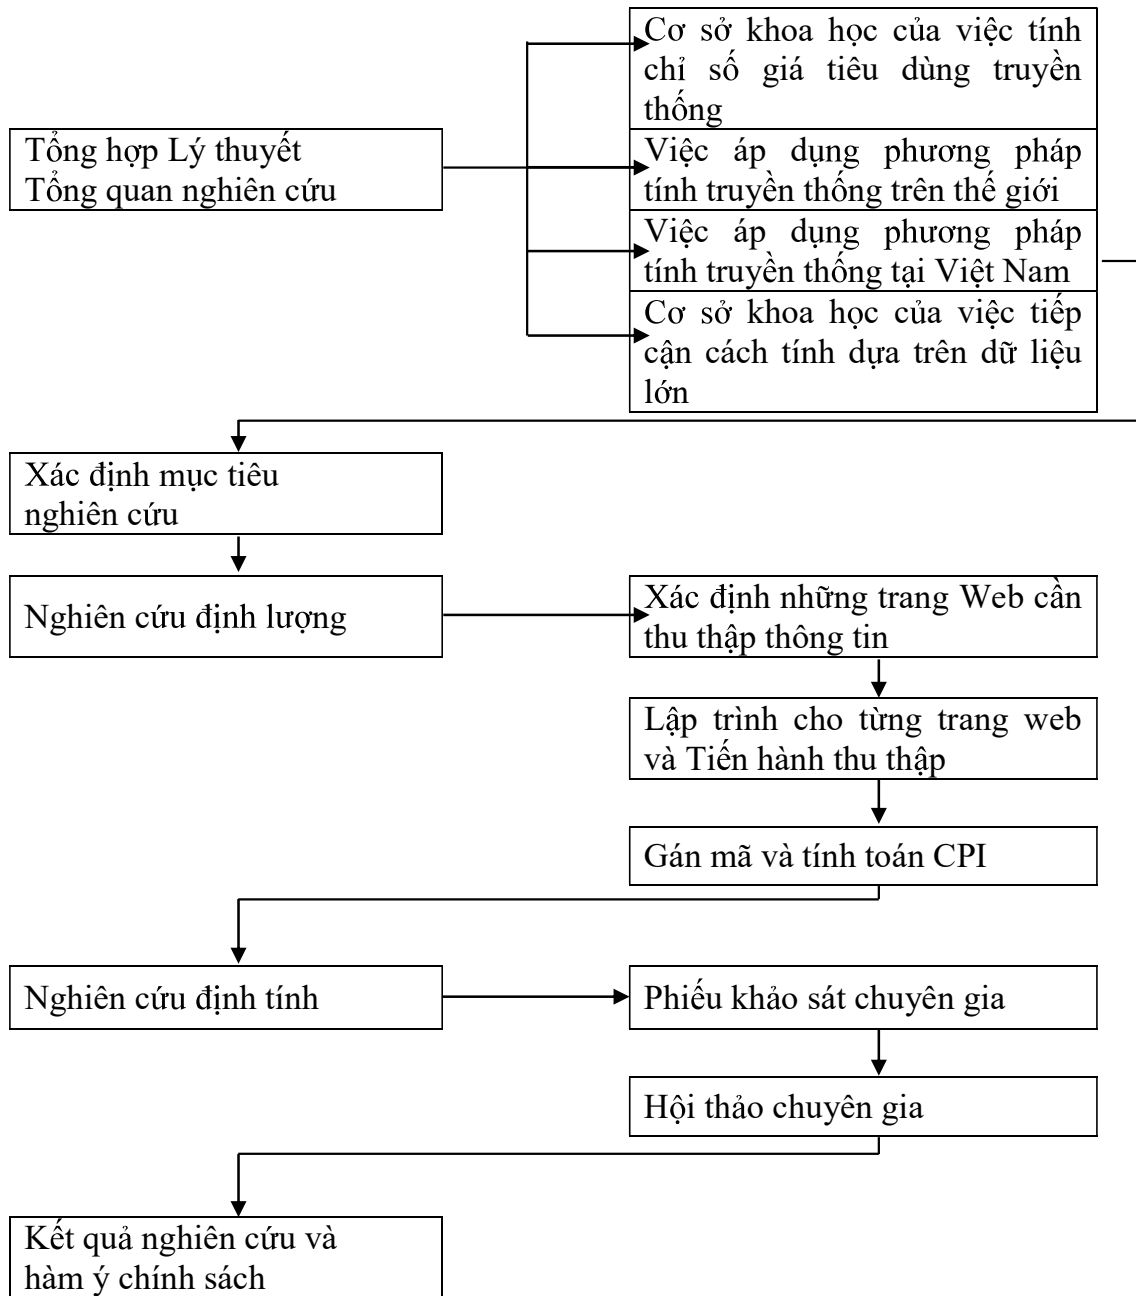 Tổng hợp Lý thuyết
Tổng quan nghiên cứu
Cơ sở khoa học của việc tính
chỉ số giá tiêu dùng truyền
thống
Việc áp dụng phương pháp
tính truyền thống trên thế giới
Việc áp dụng phương pháp
tính truyền thống tại Việt Nam
Cơ sở khoa học của việc tiếp
cận cách tính dựa trên dữ liệu
lớn
Xác định mục tiêu
nghiên cứu
Nghiên cứu định lượng
Xác định những trang Web cần
thu thập thông tin
Lập trình cho từng trang web
và Tiến hành thu thập
Gán mã và tính toán CPI
Nghiên cứu định tính
Phiếu khảo sát chuyên gia
Hội thảo chuyên gia
Kết quả nghiên cứu và
hàm ý chính sách